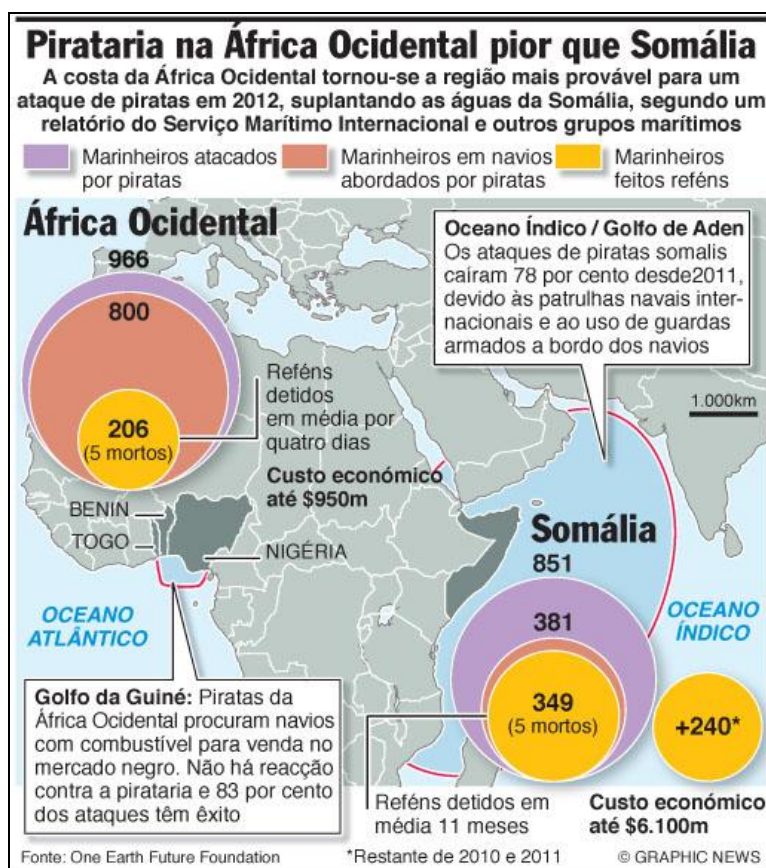 Pirataria na África Ocidental pior que Somália
A costa da África Ocidental tornou-se a região mais provável para um
ataque de piratas em 2012, suplantando as águas da Somália, segundo um
relatório do Serviço Marítimo Internacional e outros grupos marítimos
Marinheiros atacados
por piratas
Marinheiros em navios
abordados por piratas
Marinheiros
feitos reféns
África Ocidental
966
800
206
(5 mortos)
Reféns
detidos
em média por
quatro dias
Custo económico
até $950m
Oceano Índico / Golfo de Aden
Os ataques de piratas somalis
caíram 78 por cento desde2011,
devido às patrulhas navais inter-
nacionais e ao uso de guardas
armados a bordo dos navios
1.000km
BENIN
TOGO
NIGÉRIA
OCEANO
ATLÂNTICO
Golfo da Guiné: Piratas da
África Ocidental procuram navios
com combustível para venda no
mercado negro. Não há reacção
contra a pirataria e 83 por cento
dos ataques têm êxito
Somália
851
381
349
(5 mortos)
OCEANO
ÍNDICO
+240*
Reféns detidos em
média 11 meses
Custo económico
até $6.100m
Fonte: One Earth Future Foundation
*Restante de 2010 e 2011
© GRAPHIC NEWS